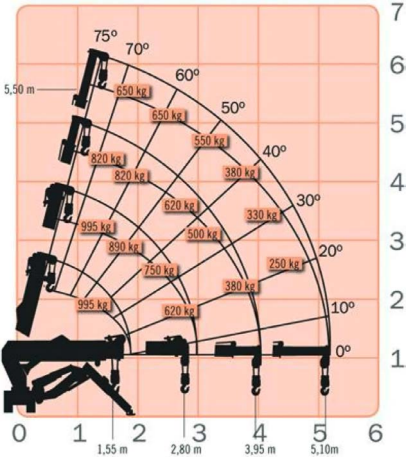 7
75º
70º
6
60º
5,50 m
650 kg
650 kg
50º
5
550 kg
40º
820 kg
820 kg
380 kg
4
30º
620 kg
330 kg
995 kg
500 kg
3
890 kg
20º
750 kg
250 kg
380 kg
2
995 kg
620 kg
10º
0º
1
0 1 2 3 4 5 6
1,55 m 2,80 m 3,95 m 5,10m